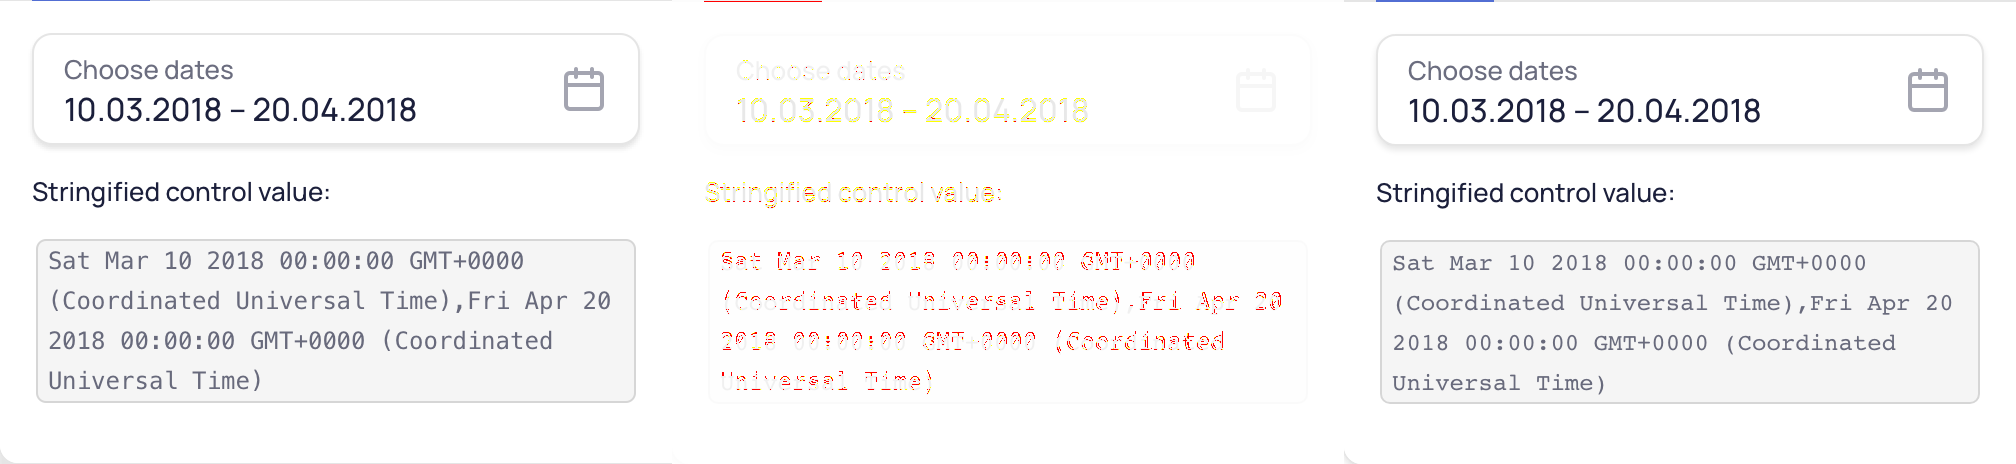 Choose dates
10.03.2018 – 20.04.2018
Stringified control value:
Sat Mar 10 2018 00:00:00 GMT+0000
(Coordinated Universal Time),Fri Apr 20
2018 00:00:00 GMT+0000 (Coordinated
Universal Time)
Choose dates
10.03.2018 – 20.04.2018
Stringified control value:
Sat Mar 10 2018 00:00:00 GMT+0000
(Coordinated Universal Time),Fri Apr 20
2018 00:00:00 GMT+0000 (Coordinated
Universal Time)
Choose dates
10.03.2018 – 20.04.2018
Stringified control value:
Sat Mar 10 2018 00:00:00 GMT+0000
(Coordinated Universal Time),Fri Apr 20
2018 00:00:00 GMT+0000 (Coordinated
Universal Time)